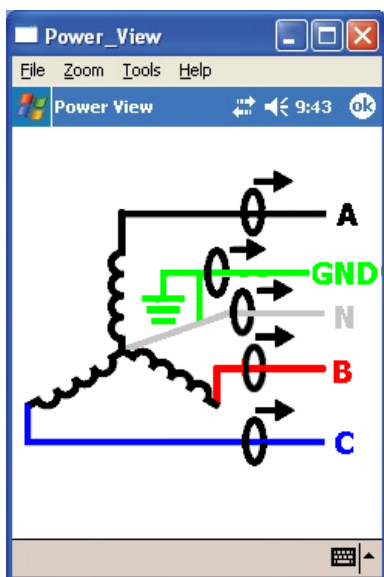 Power_View
File Zoom Tools Help
Power View 9:43 ok
A
GND
N
B
C